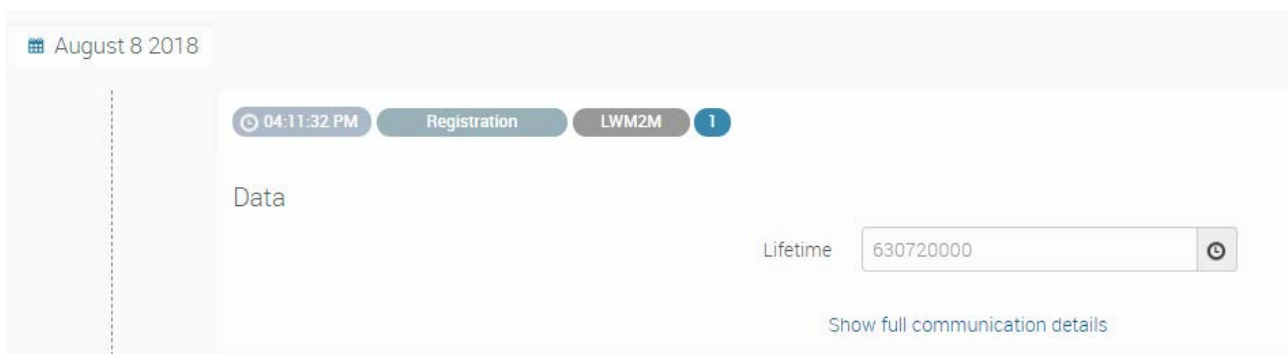 August 8 2018
04:11:32 PM Registration LWM2M 1
Data
Lifetime 630720000
Show full communication details